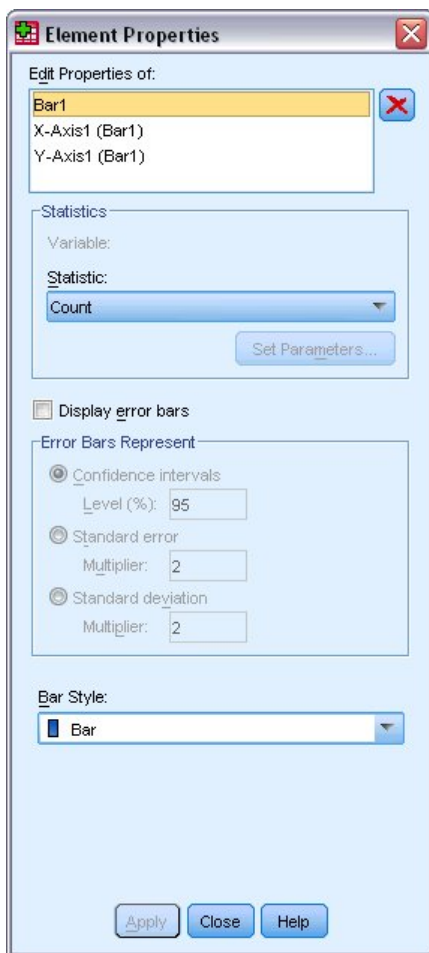 Element Properties
Edit Properties of:
Bar1
X-Axis1 (Bar1)
Y-Axis1 (Bar1)
Statistics
Variable:
Statistic:
Count
Set Parameters...
Display error bars
Error Bars Represent
Confidence intervals
Level (%): 95
Standard error
Multiplier: 2
Standard deviation
Multiplier: 2
Bar Style:
Bar
Apply Close Help